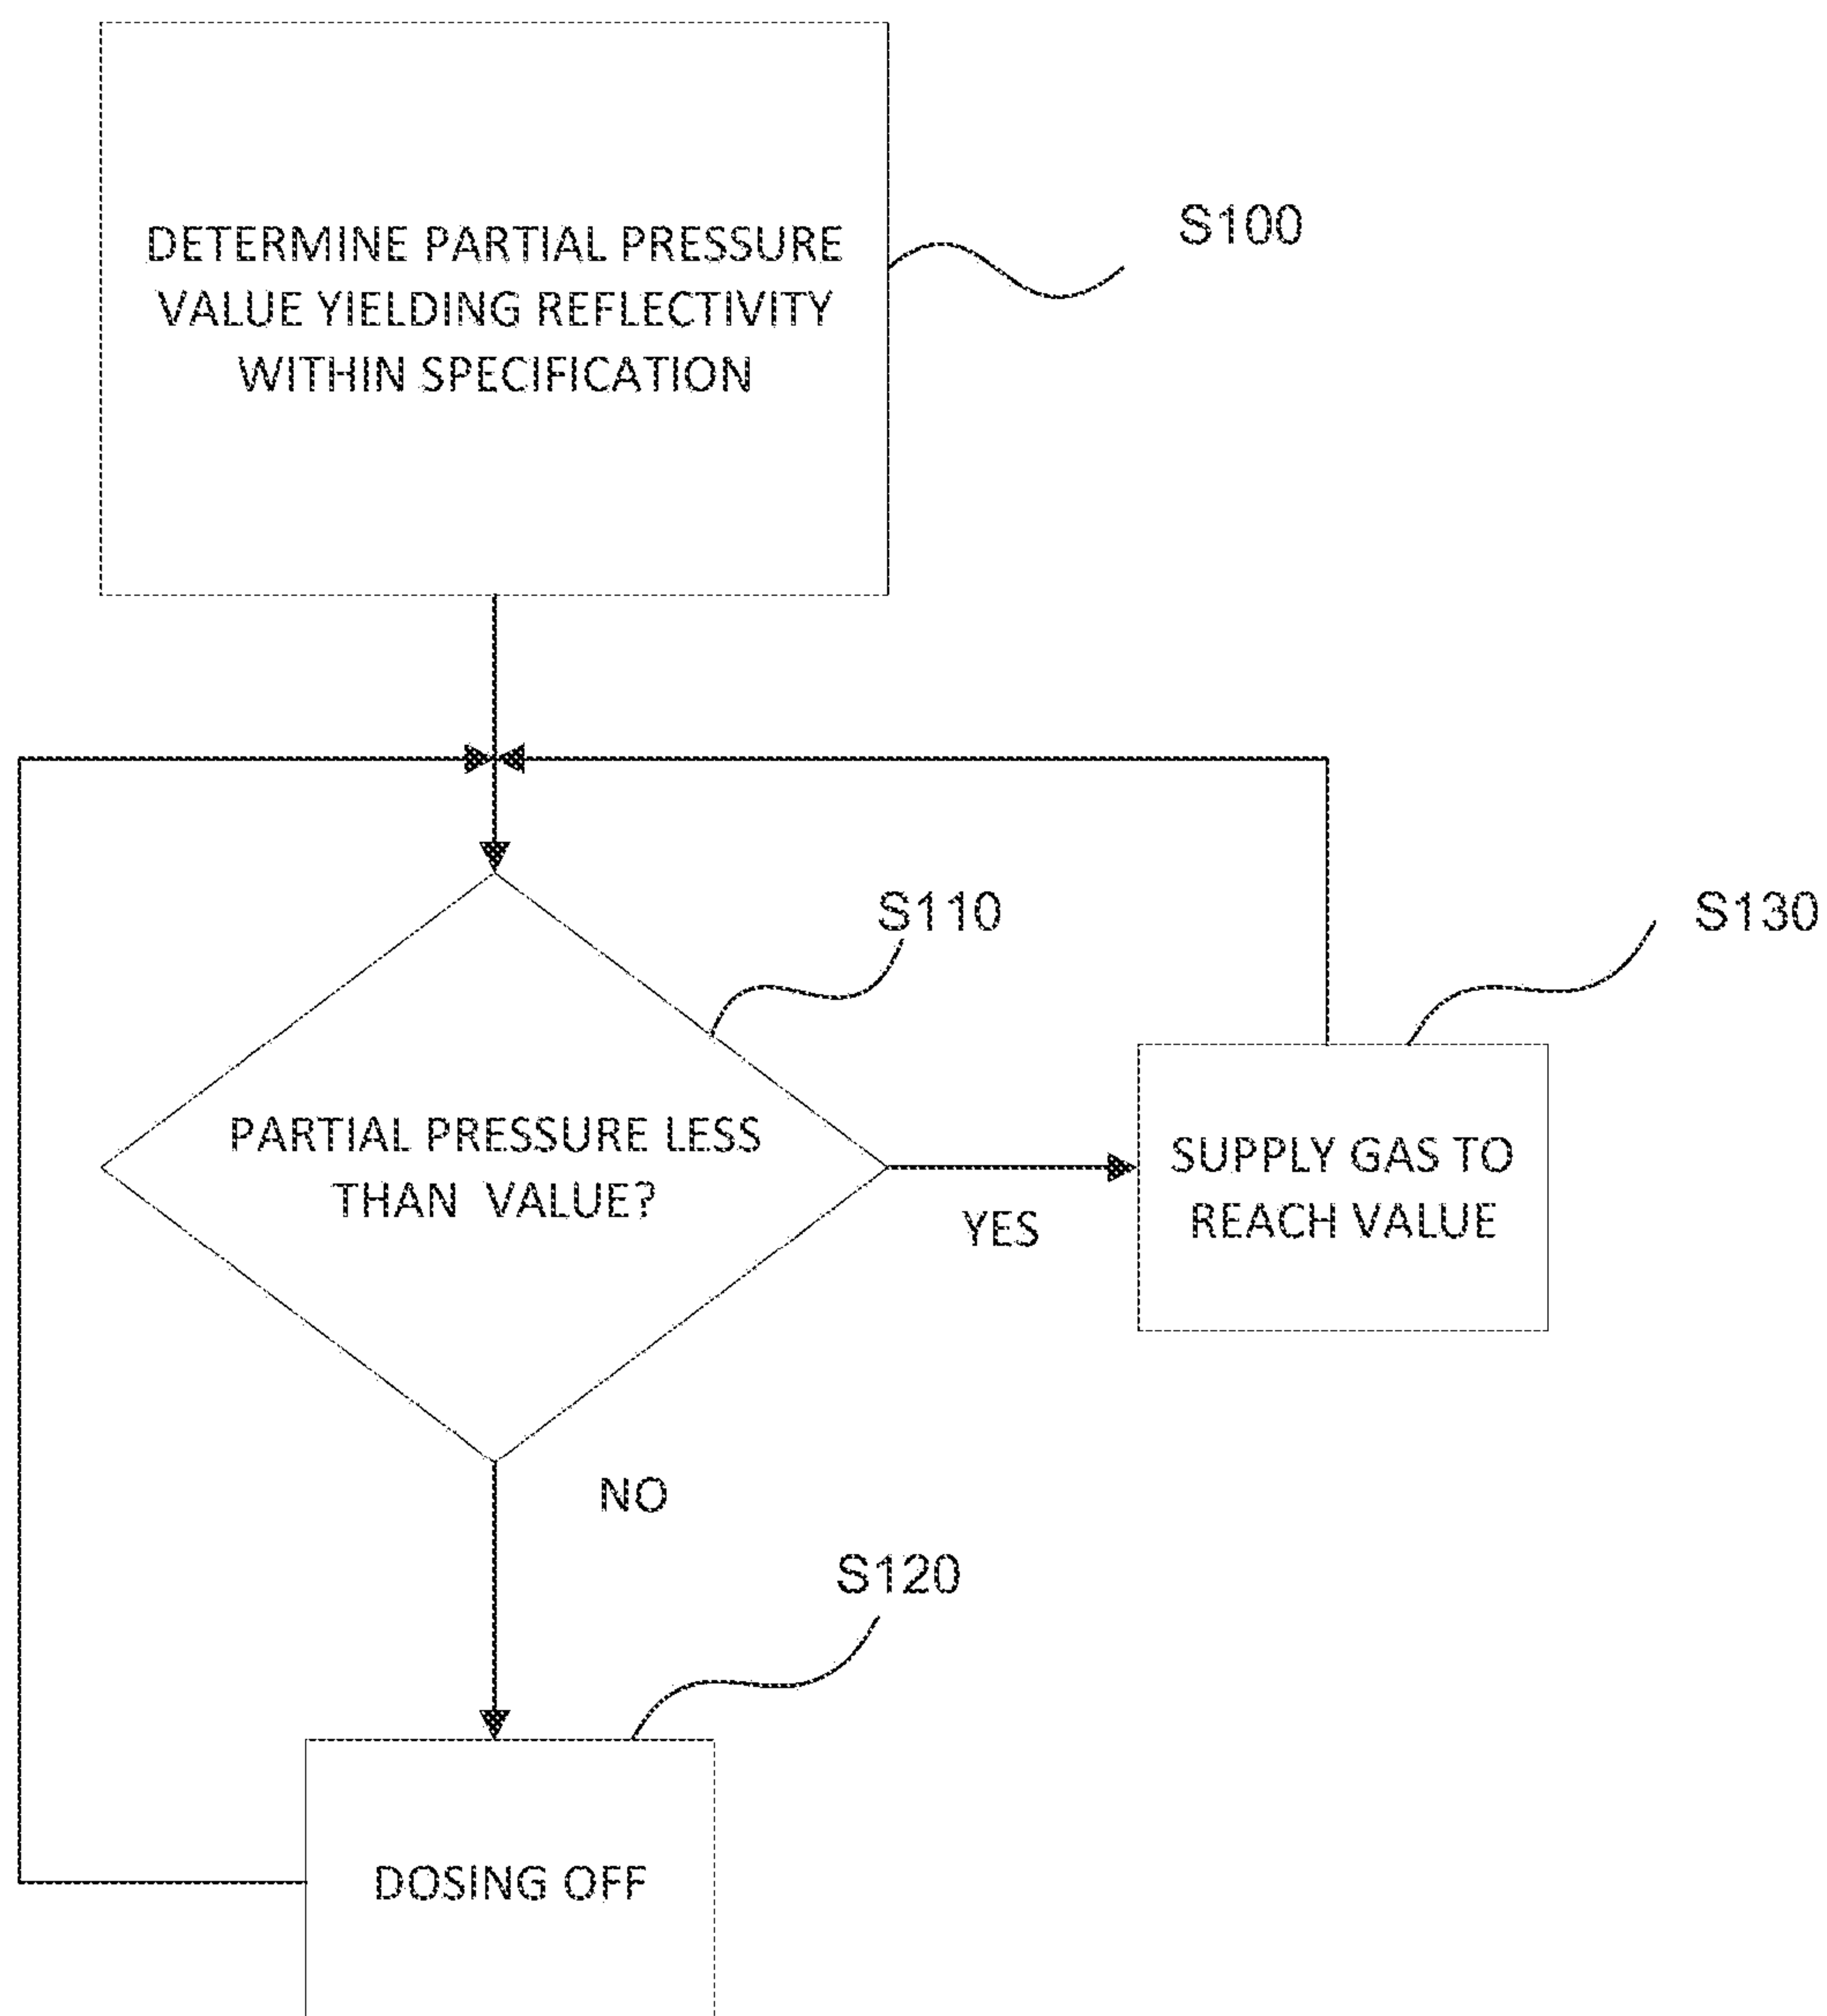 DETERMINE PARTIAL PRESSURE
VALUE YIELDING REFLECTIVITY
WITHIN SPECIFICATION
S100
S110
S130
PARTIAL PRESSURE LESS
THAN VALUE?
YES
SUPPLY GAS TO
REACH VALUE
NO
S120
DOSING OFF